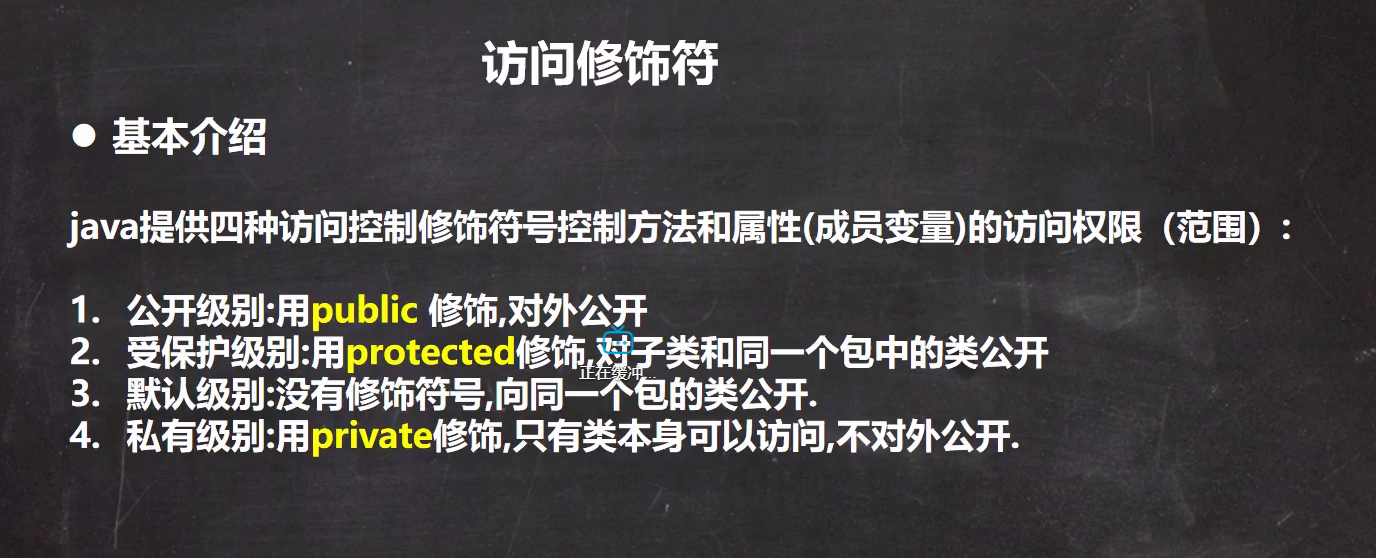 访问修饰符
● 基本介绍
java提供四种访问控制修饰符号控制方法和属性(成员变量)的访问权限（范围）:
1. 公开级别:用public 修饰,对外公开
2. 受保护级别:用protected修饰,对子类和同一个包中的类公开
正在缓冲...
3. 默认级别:没有修饰符号,向同一个包的类公开.
4. 私有级别:用private修饰,只有类本身可以访问,不对外公开.